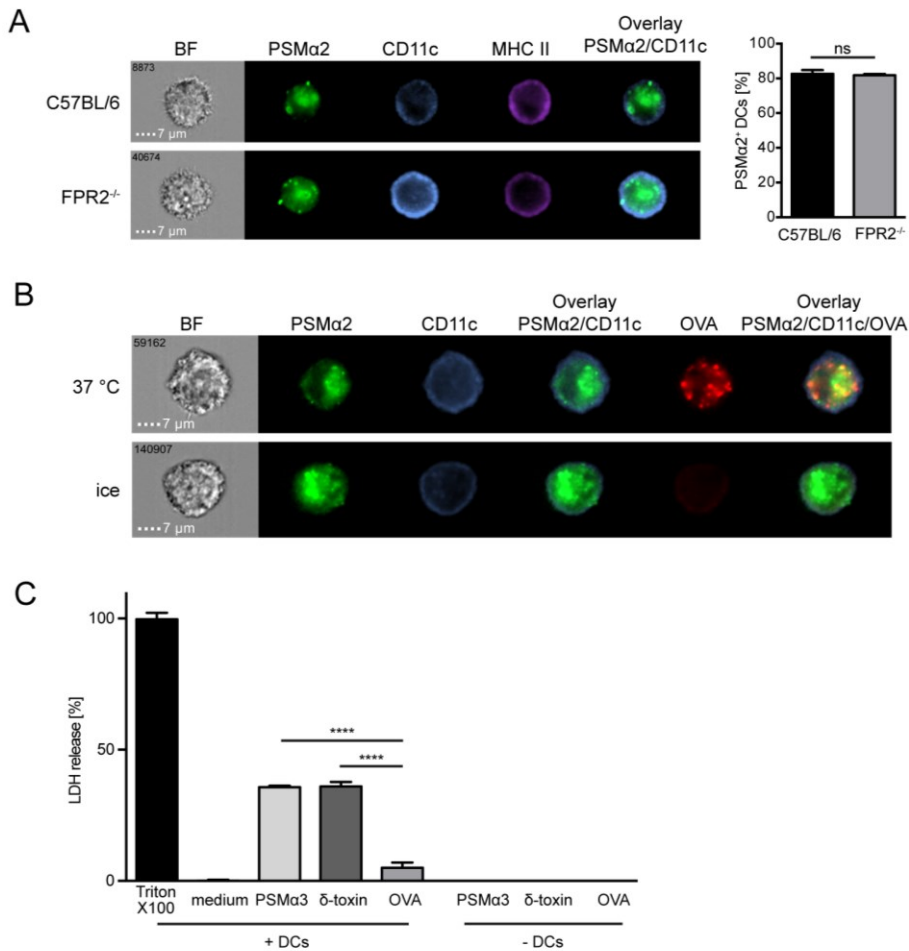 A
BF PSMα2 CD11c MHC II Overlay
PSMα2/CD11c
C57BL/6
8873
7 µm
FPR2-/-
40674
7 µm
ns
PSMα2+ DCs [%]
100
80
60
40
20
0
C57BL/6 FPR2-/-
B
BF PSMα2 CD11c Overlay
PSMα2/CD11c OVA Overlay
PSMα2/CD11c/OVA
37 °C
59162
7 µm
ice
140907
7 µm
C
LDH release [%]
100
50
0
****
****
Triton
X100 medium PSMα3 δ-toxin OVA PSMα3 δ-toxin OVA
+ DCs - DCs